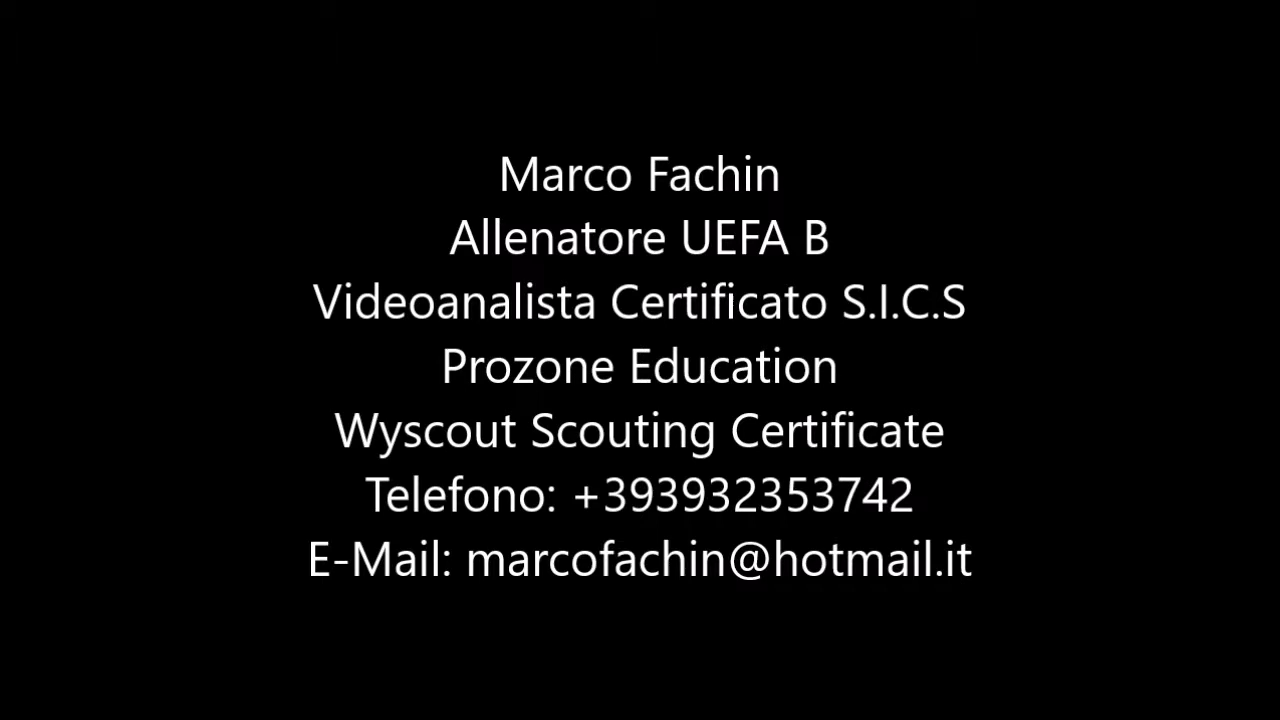 Marco Fachin
Allenatore UEFA B
Videoanalista Certificato S.I.C.S
Prozone Education
Wyscout Scouting Certificate
Telefono: +393932353742
E-Mail: marcofachin@hotmail.it